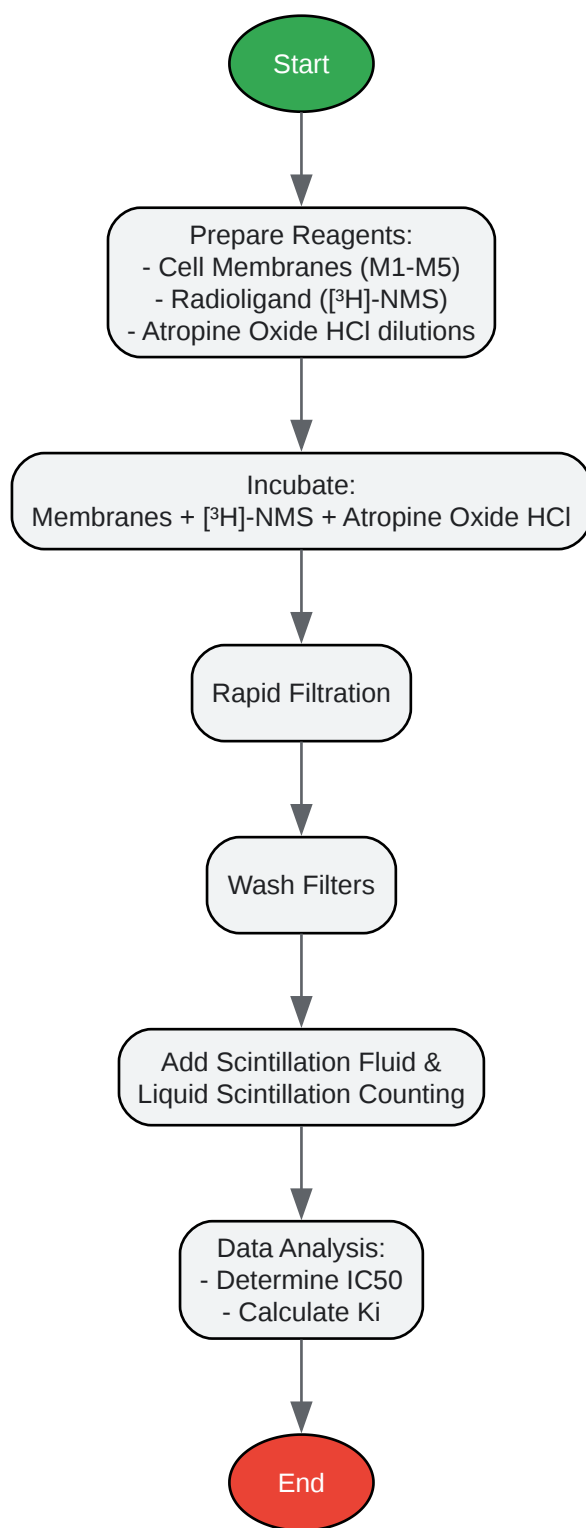 Start
Prepare Reagents:
- Cell Membranes (M1-M5)
- Radioligand ([³H]-NMS)
- Atropine Oxide HCl dilutions
Incubate:
Membranes + [³H]-NMS + Atropine Oxide HCl
Rapid Filtration
Wash Filters
Add Scintillation Fluid &
Liquid Scintillation Counting
Data Analysis:
- Determine IC50
- Calculate Ki
End